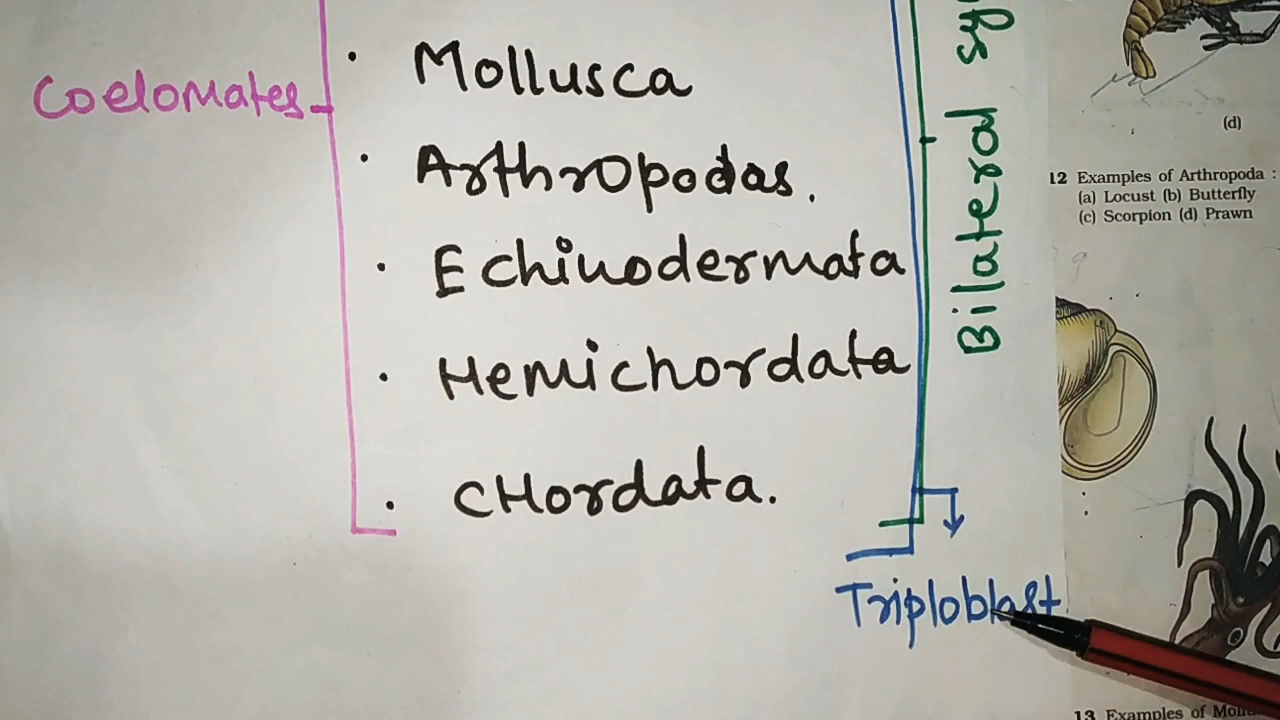 Coelomates
· Mollusca
· Arthropodas.
· Echinodermata
· Hemichordata
· CHordata.
Bilateral sy
Triploblast
(d)
12 Examples of Arthropoda :
(a) Locust (b) Butterfly
(c) Scorpion (d) Prawn
13 Examples of